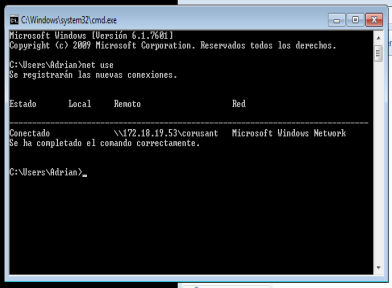 C:\Windows\system32\cmd.exe
Microsoft Windows [Versión 6.1.7601]
Copyright (c) 2009 Microsoft Corporation. Reservados todos los derechos.
C:\Users\Adrian>net use
Se registrarán las nuevas conexiones.
Estado Local Remoto Red
Conectado \\172.18.19.53\corusant Microsoft Windows Network
Se ha completado el comando correctamente.
C:\Users\Adrian>_